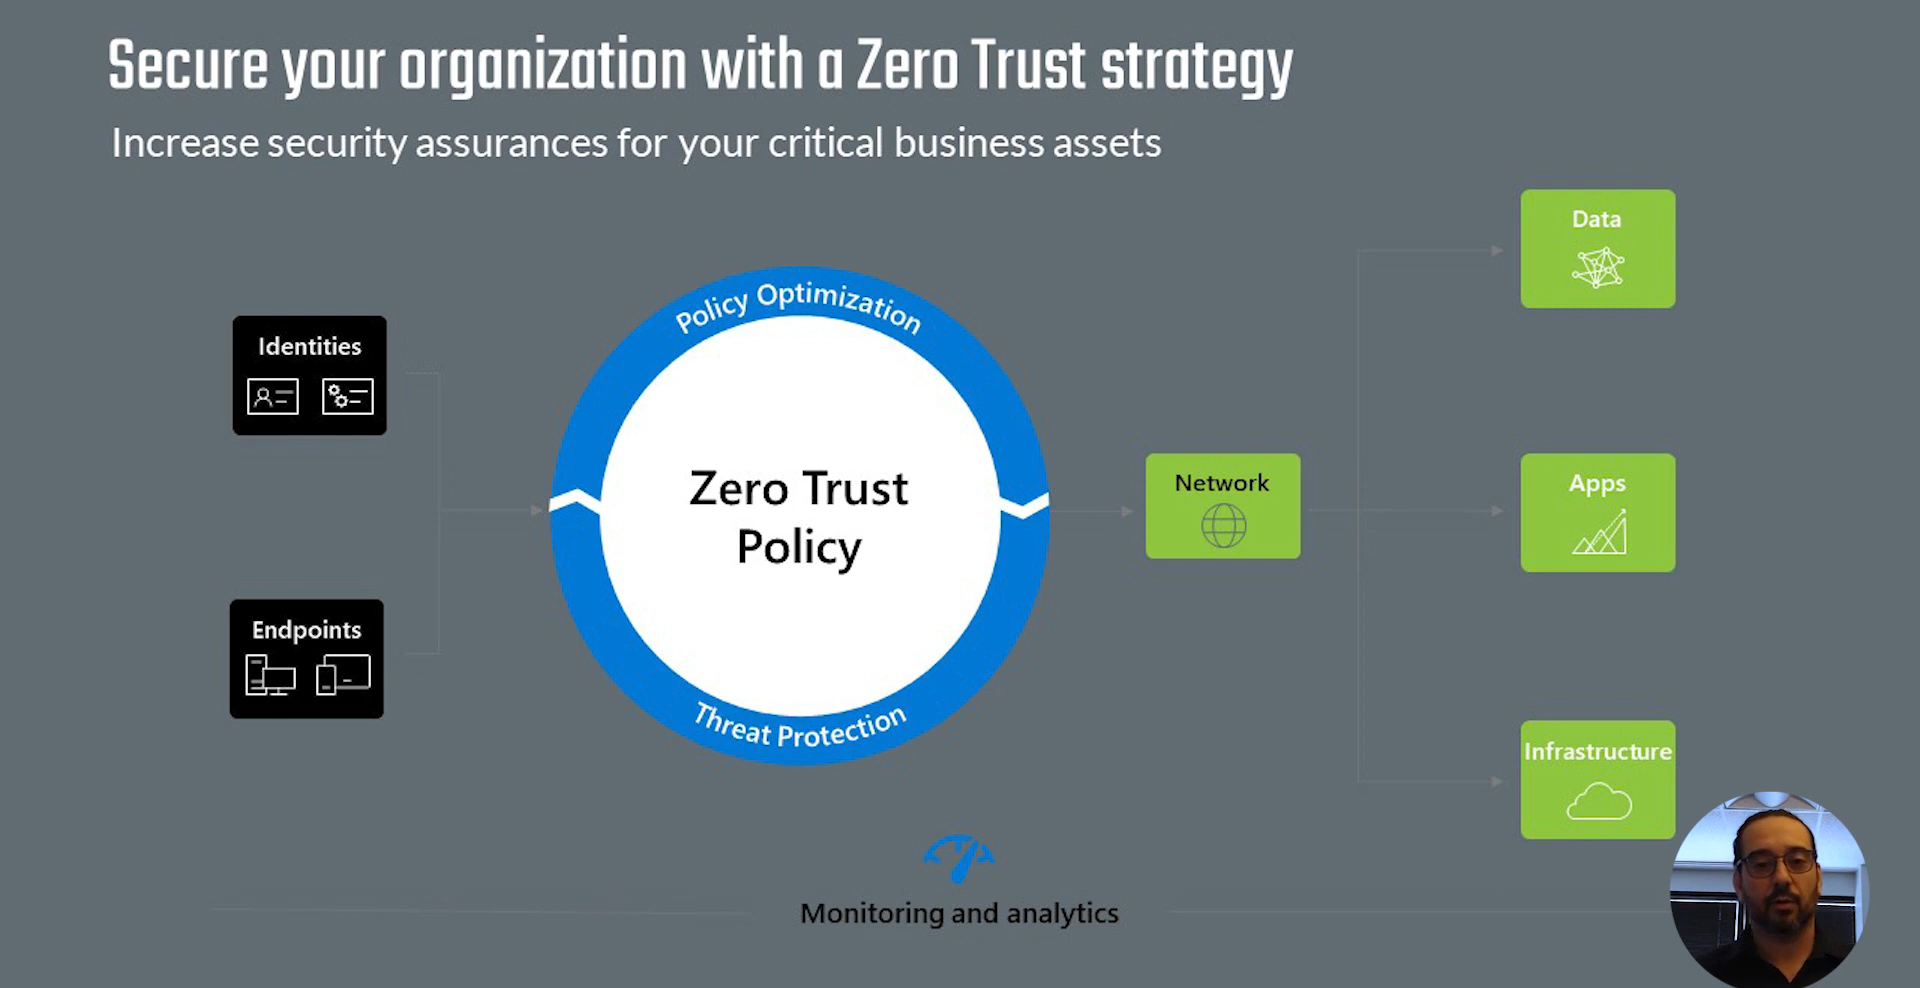 Secure your organization with a Zero Trust strategy
Increase security assurances for your critical business assets
Identities
Endpoints
Policy Optimization
Zero Trust
Policy
Threat Protection
Network
Data
Apps
Infrastructure
Monitoring and analytics